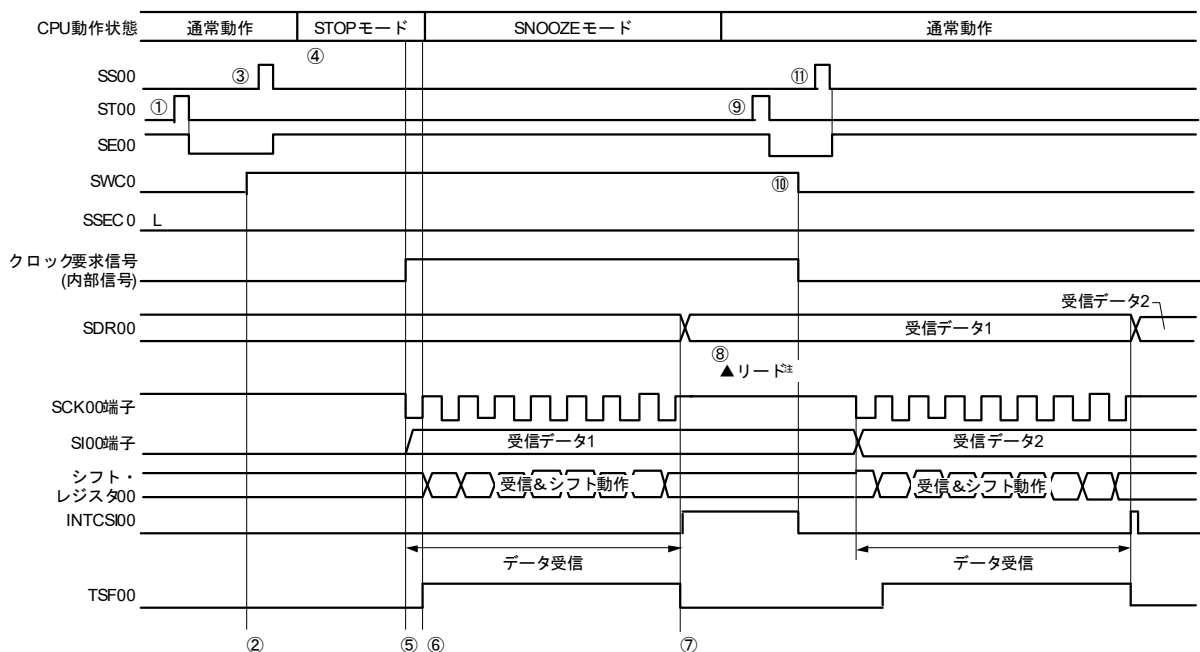 CPU動作状態 通常動作 STOPモード SNOOZEモード 通常動作
④
SS00 ③ ⑪
ST00 ① ⑨
SE00
SWC0 ⑩
SSEC0 L
クロック要求信号
(内部信号)
受信データ2
SDR00 受信データ1
⑧
▲リード注
SCK00端子
SI00端子 受信データ1 受信データ2
シフト・
レジスタ00 受信&シフト動作 受信&シフト動作
INTCSI00
データ受信 データ受信
TSF00
② ⑤ ⑥ ⑦